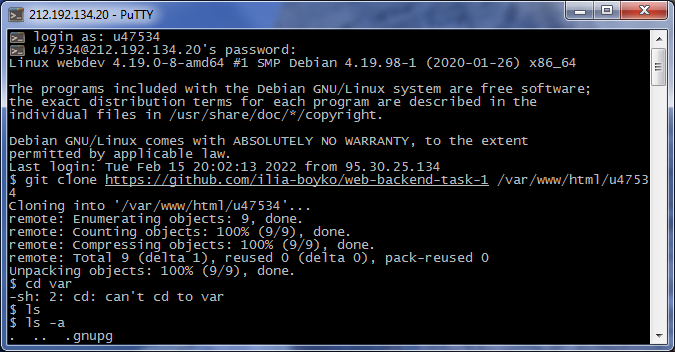 212.192.134.20 - PuTTY
login as: u47534
u47534@212.192.134.20's password:
Linux webdev 4.19.0-8-amd64 #1 SMP Debian 4.19.98-1 (2020-01-26) x86_64
The programs included with the Debian GNU/Linux system are free software;
the exact distribution terms for each program are described in the
individual files in /usr/share/doc/*/copyright.
Debian GNU/Linux comes with ABSOLUTELY NO WARRANTY, to the extent
permitted by applicable law.
Last login: Tue Feb 15 20:02:13 2022 from 95.30.25.134
$ git clone https://github.com/ilia-boyko/web-backend-task-1 /var/www/html/u4753
4
Cloning into '/var/www/html/u47534'...
remote: Enumerating objects: 9, done.
remote: Counting objects: 100% (9/9), done.
remote: Compressing objects: 100% (9/9), done.
remote: Total 9 (delta 1), reused 0 (delta 0), pack-reused 0
Unpacking objects: 100% (9/9), done.
$ cd var
-sh: 2: cd: can't cd to var
$ ls
$ ls -a
.  ..  .gnupg